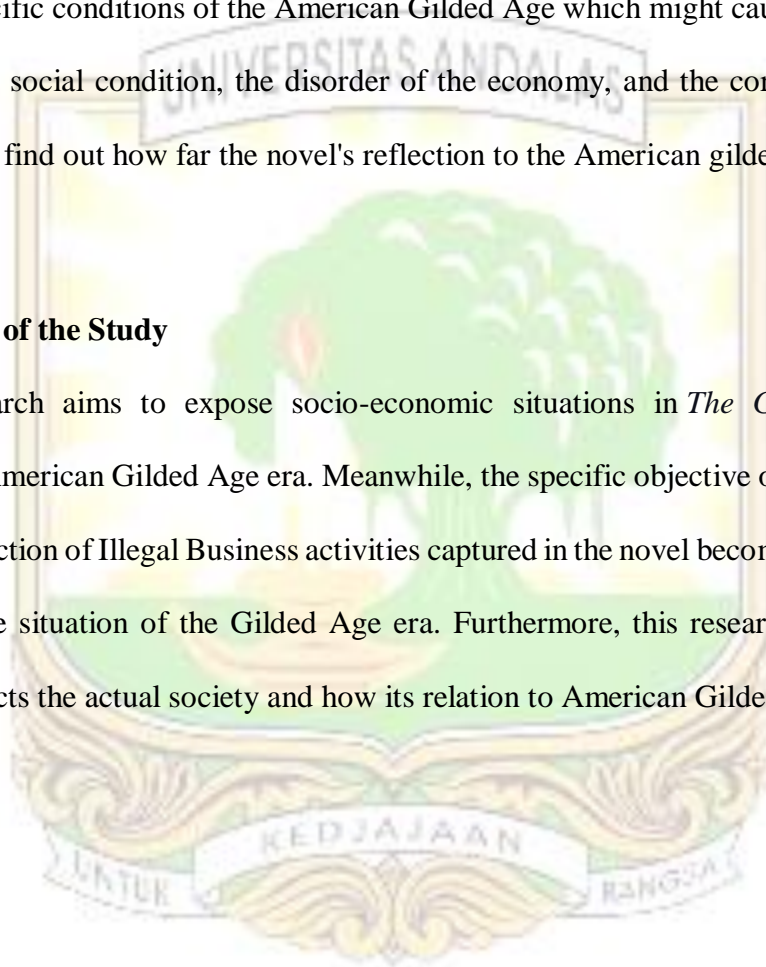 cific conditions of the American Gilded Age which might cau
UNIVERSITAS ANDALAS
social condition, the disorder of the economy, and the cor
find out how far the novel's reflection to the American gilde
of the Study
arch aims to expose socio-economic situations in The G
American Gilded Age era. Meanwhile, the specific objective o
ction of Illegal Business activities captured in the novel becom
e situation of the Gilded Age era. Furthermore, this resear
cts the actual society and how its relation to American Gilde
KEDJAJAAN
UNTUK BANGSA